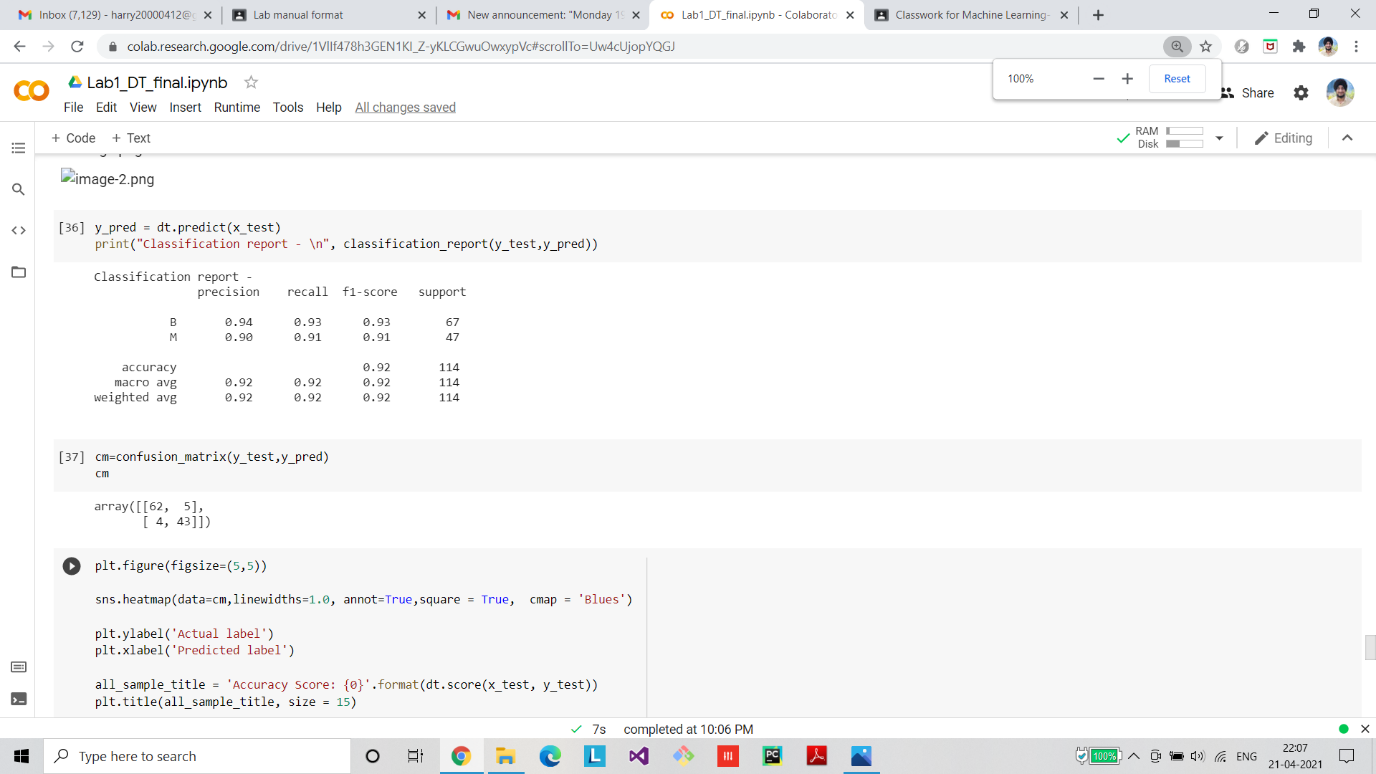 Inbox (7,129) - harry20000412@g
Lab manual format
New announcement: "Monday 19
Lab1_DT_final.ipynb - Colaborato
Classwork for Machine Learning-
colab.research.google.com/drive/1VlIf478h3GEN1KI_Z-yKLCGwuOwxypVc#scrollTo=Uw4cUjopYQGJ
100% − + Reset
Lab1_DT_final.ipynb
Share
File Edit View Insert Runtime Tools Help All changes saved
+ Code + Text
RAM
Disk
Editing
image-2.png
[36] y_pred = dt.predict(x_test)
print("Classification report - \n", classification_report(y_test,y_pred))
Classification report -
precision recall f1-score support
B 0.94 0.93 0.93 67
M 0.90 0.91 0.91 47
accuracy 0.92 114
macro avg 0.92 0.92 0.92 114
weighted avg 0.92 0.92 0.92 114
[37] cm=confusion_matrix(y_test,y_pred)
cm
array([[62, 5],
[ 4, 43]])
plt.figure(figsize=(5,5))
sns.heatmap(data=cm,linewidths=1.0, annot=True,square = True, cmap = 'Blues')
plt.ylabel('Actual label')
plt.xlabel('Predicted label')
all_sample_title = 'Accuracy Score: {0}'.format(dt.score(x_test, y_test))
plt.title(all_sample_title, size = 15)
7s completed at 10:06 PM
Type here to search
L
PC
100%
ENG
22:07
21-04-2021